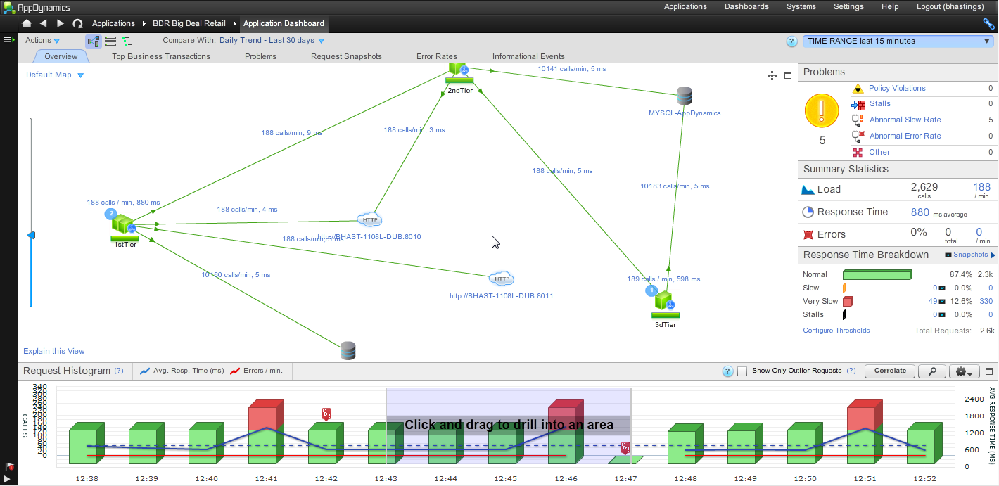 AppDynamics
Applications Dashboards Systems Settings Help Logout (bhastings)
Applications BDR Big Deal Retail Application Dashboard
Actions Compare With: Daily Trend - Last 30 days ? TIME RANGE last 15 minutes
Overview Top Business Transactions Problems Request Snapshots Error Rates Informational Events
Default Map
10141 calls/min, 5 ms
2ndTier
MYSQL-AppDynamics
188 calls/min, 9 ms
188 calls/min, 3 ms
188 calls/min, 5 ms
10183 calls/min, 5 ms
188 calls / min, 880 ms
2
188 calls/min, 4 ms
HTTP
http://BHAST-1108L-DUB:8010
188 calls/min, 3 ms
1stTier
10160 calls/min, 5 ms
HTTP
http://BHAST-1108L-DUB:8011
189 calls / min, 598 ms
1
3dTier
Explain this View
Problems
5
Policy Violations 0
Stalls 0
Abnormal Slow Rate 5
Abnormal Error Rate 0
Other 0
Summary Statistics
Load 2,629 calls 188 / min
Response Time 880 ms average
Errors 0% 0 total 0 / min
Response Time Breakdown Snapshots
Normal 87.4% 2.3k
Slow 0 0.0% 0
Very Slow 49 12.6% 330
Stalls 0 0.0% 0
Configure Thresholds Total Requests: 2.6k
Request Histogram (?) Avg. Resp. Time (ms) Errors / min. ? Show Only Outlier Requests (?) Correlate
CALLS
340
320
300
280
260
240
220
200
180
160
140
120
100
80
60
40
20
0
Click and drag to drill into an area
2400
1800
1200
600
0
AVG RESPONSE TIME (MS)
12:38 12:39 12:40 12:41 12:42 12:43 12:44 12:45 12:46 12:47 12:48 12:49 12:50 12:51 12:52